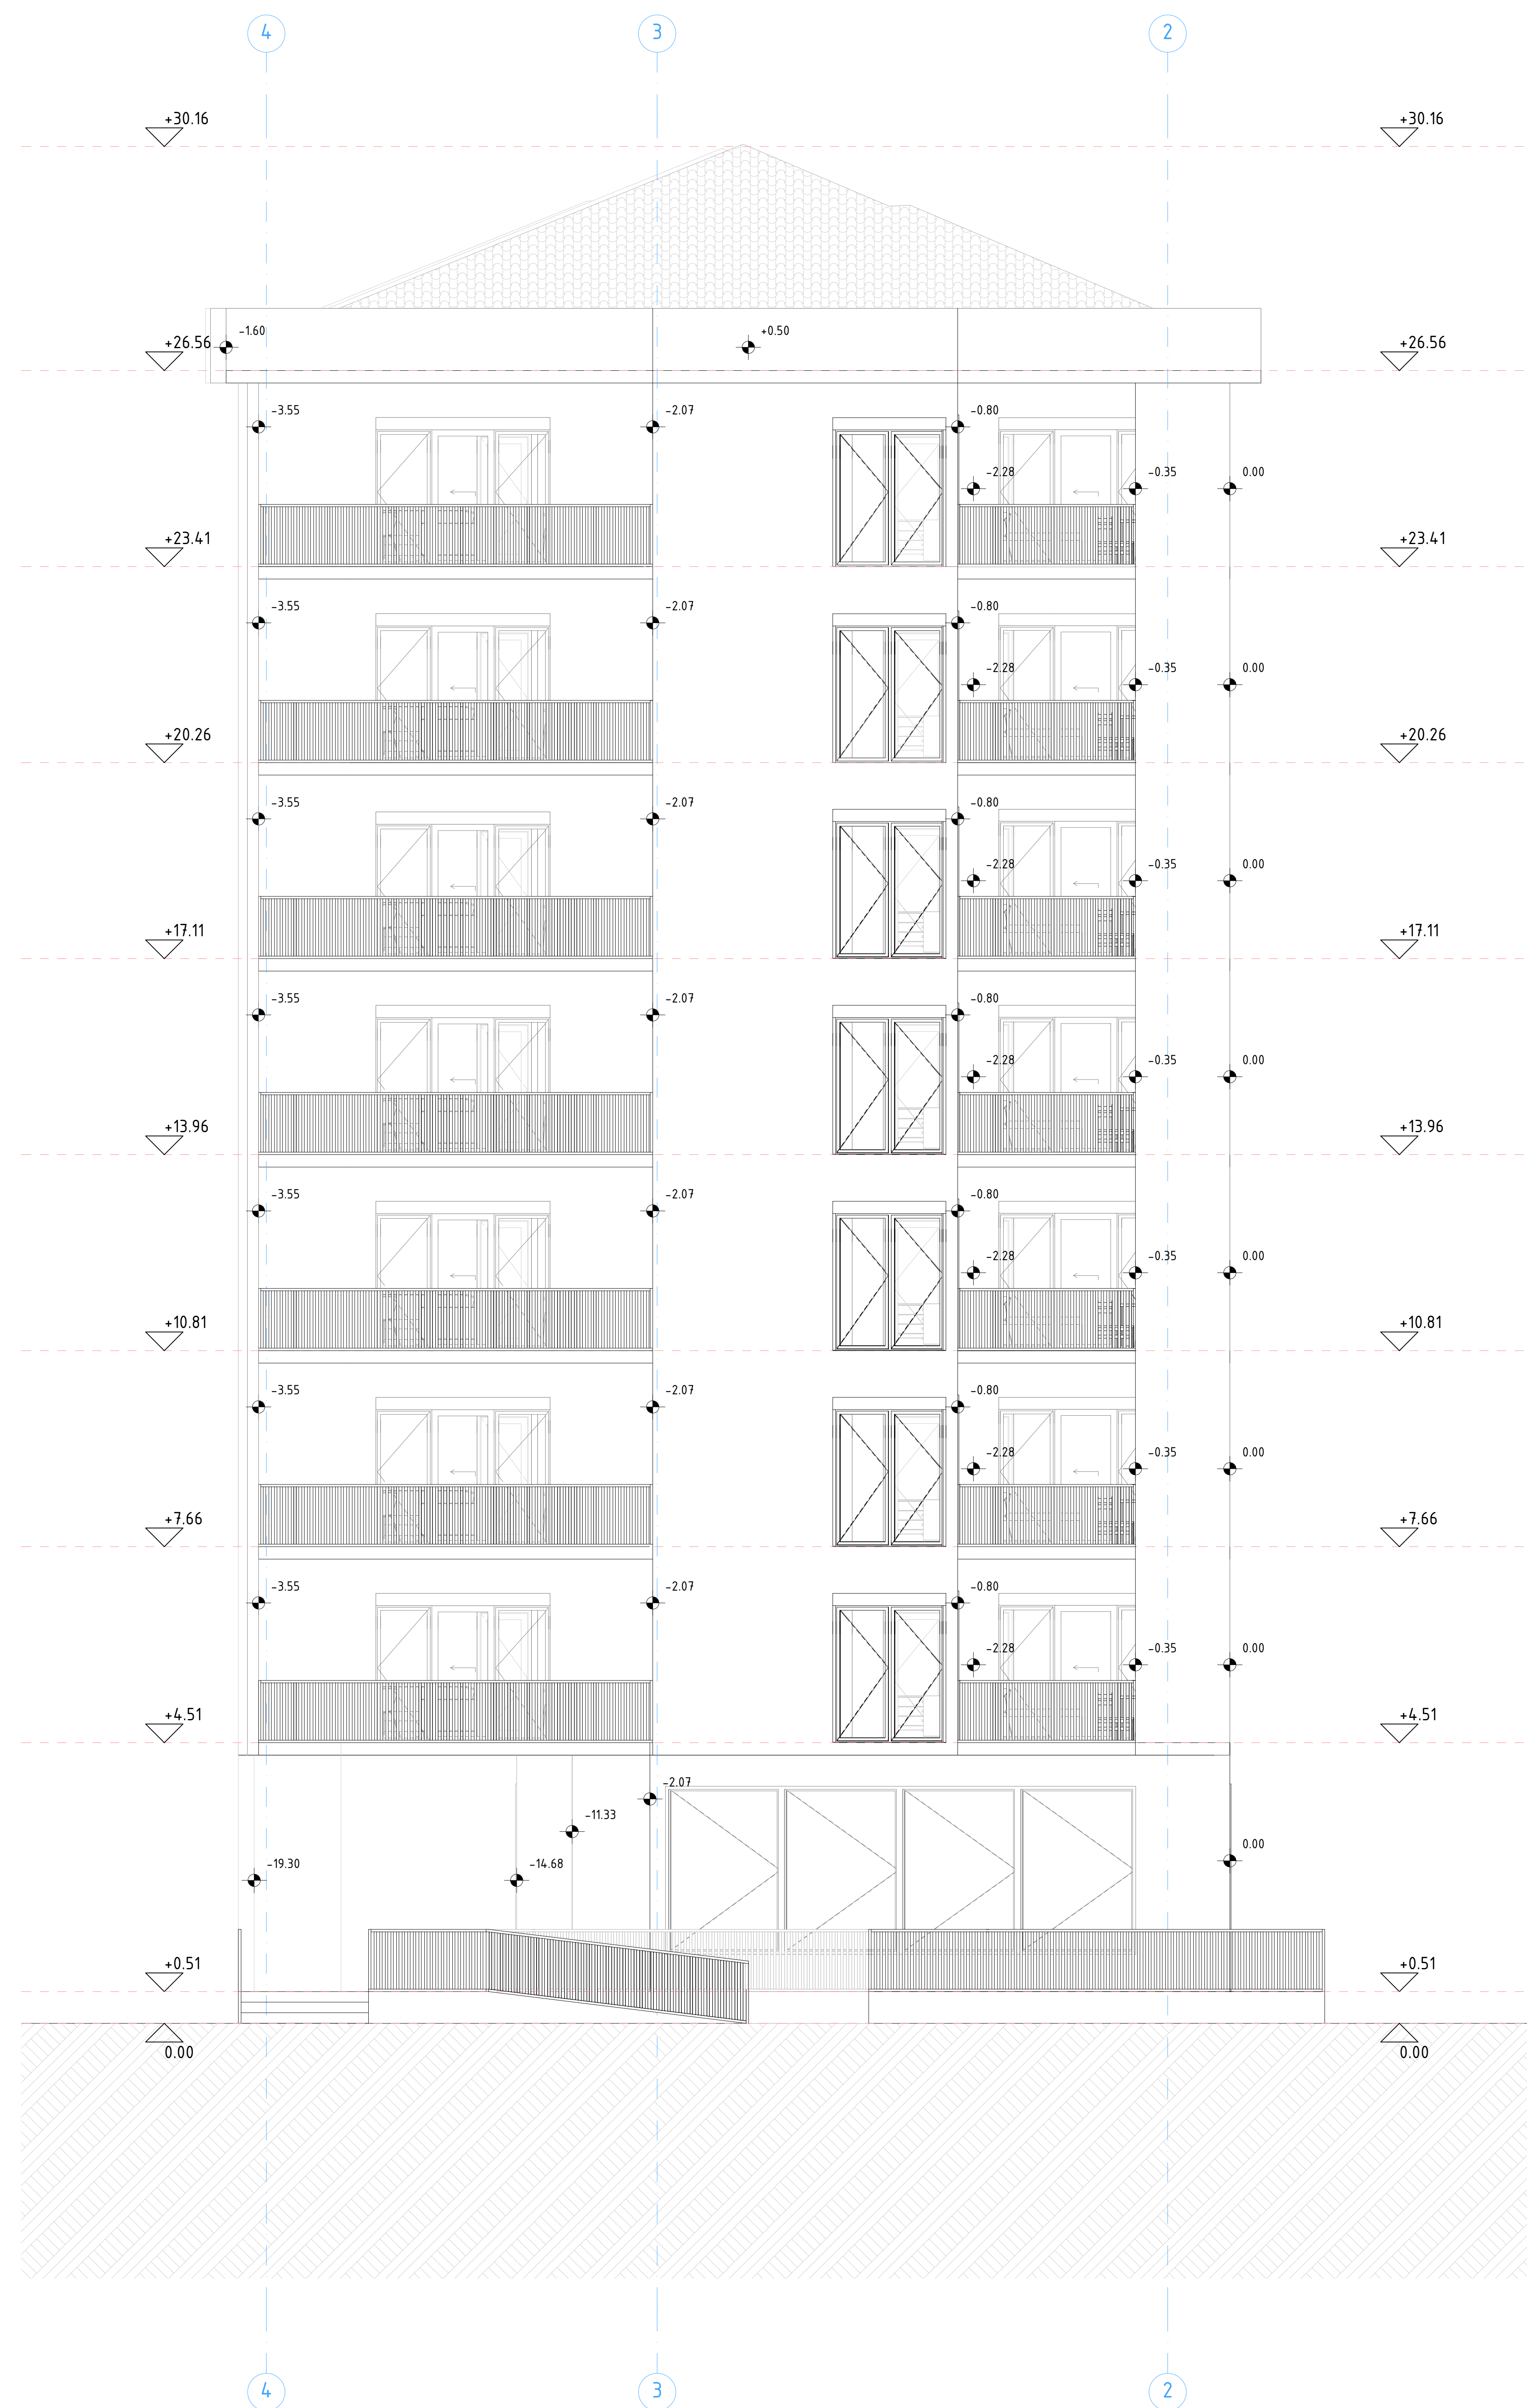 4 3 2
+30.16 +30.16
-1.60 +0.50
+26.56 +26.56
-3.55 -2.07 -0.80
-2.28 -0.35 0.00
+23.41 +23.41
-3.55 -2.07 -0.80
-2.28 -0.35 0.00
+20.26 +20.26
-3.55 -2.07 -0.80
-2.28 -0.35 0.00
+17.11 +17.11
-3.55 -2.07 -0.80
-2.28 -0.35 0.00
+13.96 +13.96
-3.55 -2.07 -0.80
-2.28 -0.35 0.00
+10.81 +10.81
-3.55 -2.07 -0.80
-2.28 -0.35 0.00
+7.66 +7.66
-3.55 -2.07 -0.80
-2.28 -0.35 0.00
+4.51 +4.51
-2.07
-11.33
0.00
-19.30 -14.68
+0.51 +0.51
0.00 0.00
4 3 2